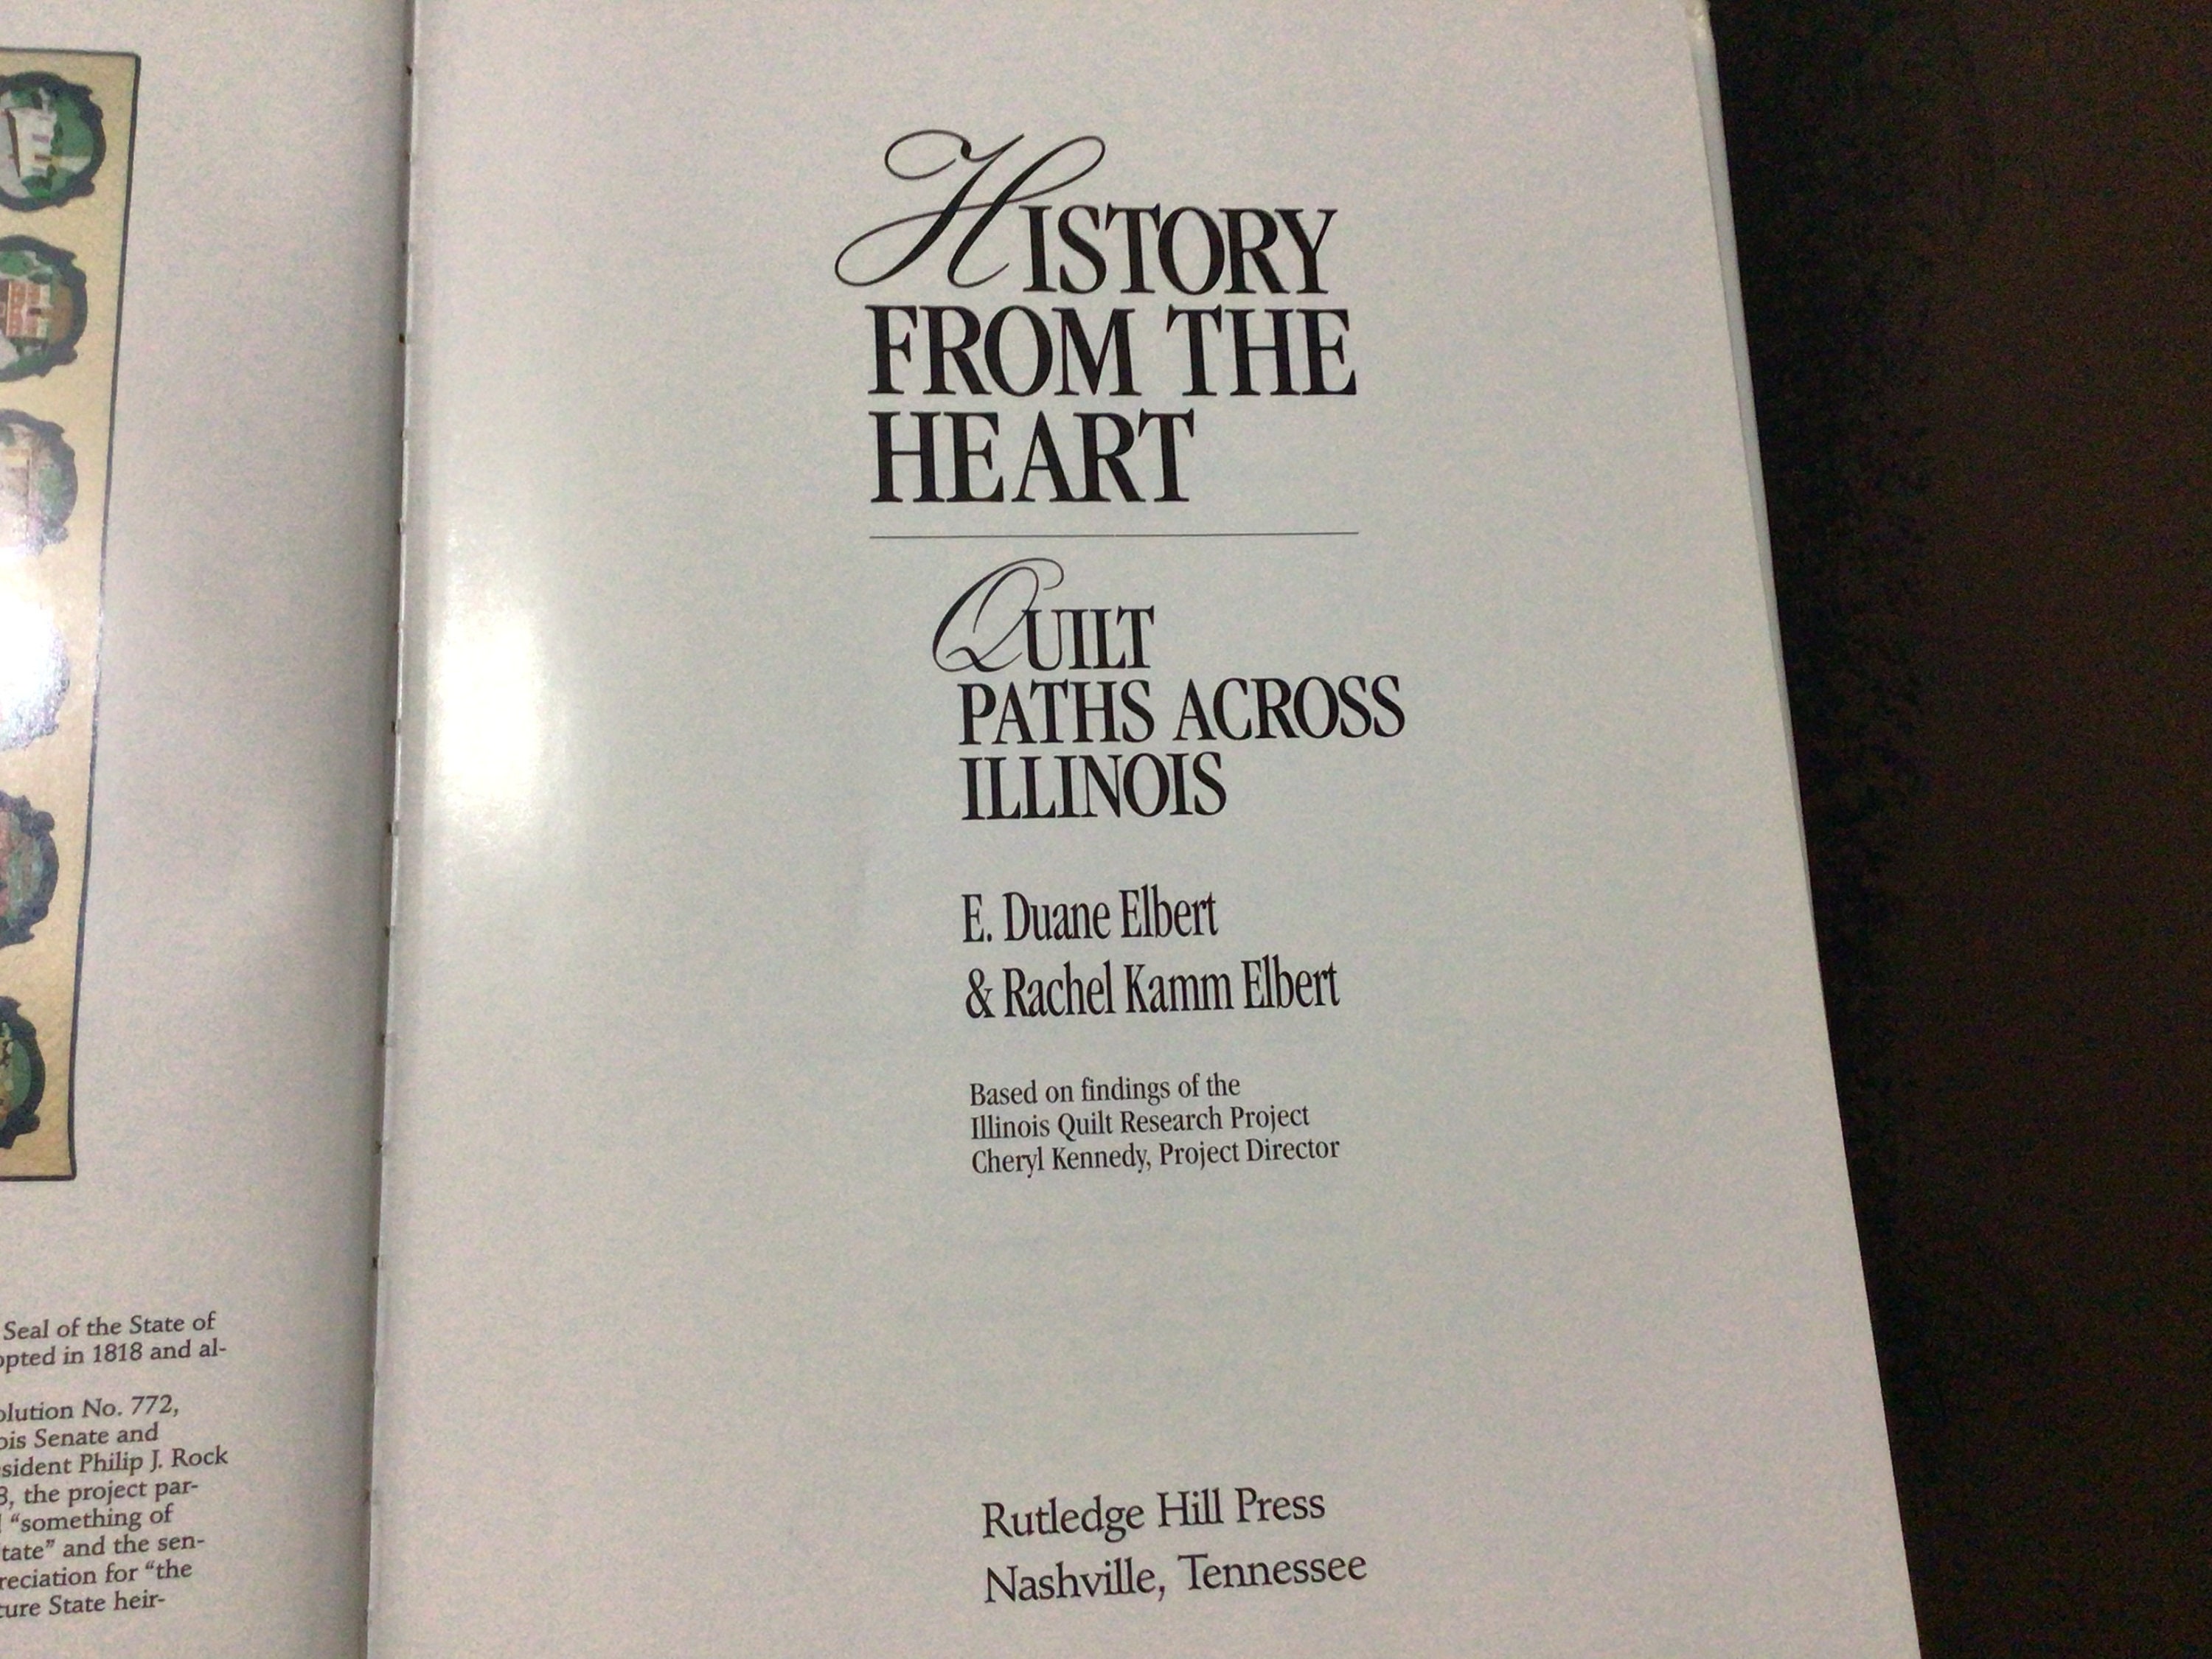 Seal of the State of
opted in 1818 and al-
olution No. 772,
ois Senate and
sident Philip J. Rock
3, the project par-
“something of
tate” and the sen-
reciation for “the
ture State heir-
HISTORY
FROM THE
HEART
QUILT
PATHS ACROSS
ILLINOIS
E. Duane Elbert
& Rachel Kamm Elbert
Based on findings of the
Illinois Quilt Research Project
Cheryl Kennedy, Project Director
Rutledge Hill Press
Nashville, Tennessee